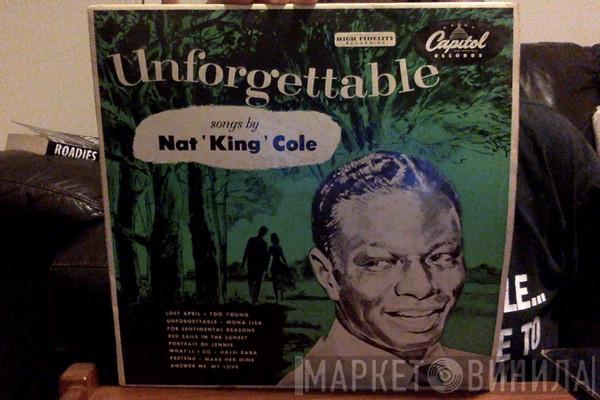 HIGH FIDELITY
RECORDING
Capitol
RECORDS
Unforgettable
songs by
Nat 'King' Cole
ROADIES
LOST APRIL • TOO YOUNG
UNFORGETTABLE • MONA LISA
FOR SENTIMENTAL REASONS
RED SAILS IN THE SUNSET
PORTRAIT OF JENNIE
WHAT'LL I DO • HAJJI BABA
PRETEND • MAKE HER MINE
ANSWER ME, MY LOVE
LE...
E TO
МАРКЕТ ВИНИЛА